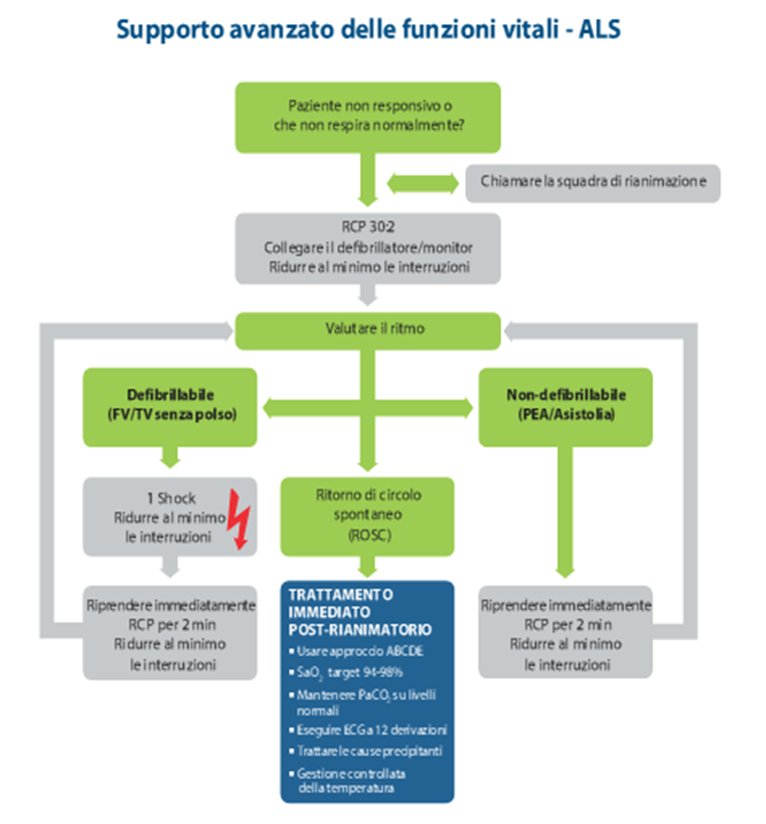 Supporto avanzato delle funzioni vitali - ALS
Paziente non responsivo o
che non respira normalmente?
Chiamare la squadra di rianimazione
RCP 30:2
Collegare il defibrillatore/monitor
Ridurre al minimo le interruzioni
Valutare il ritmo
Defibrillabile
(FV/TV senza polso)
Non-defibrillabile
(PEA/Asistolia)
1 Shock
Ridurre al minimo
le interruzioni
Ritorno di circolo
spontaneo
(ROSC)
Riprendere immediatamente
RCP per 2 min
Ridurre al minimo
le interruzioni
TRATTAMENTO
IMMEDIATO
POST-RIANIMATORIO
▪ Usare approccio ABCDE
▪ SaO₂ target 94-98%
▪ Mantenere PaCO₂ su livelli
normali
▪ Eseguire ECG a 12 derivazioni
▪ Trattare le cause precipitanti
▪ Gestione controllata
della temperatura
Riprendere immediatamente
RCP per 2 min
Ridurre al minimo
le interruzioni